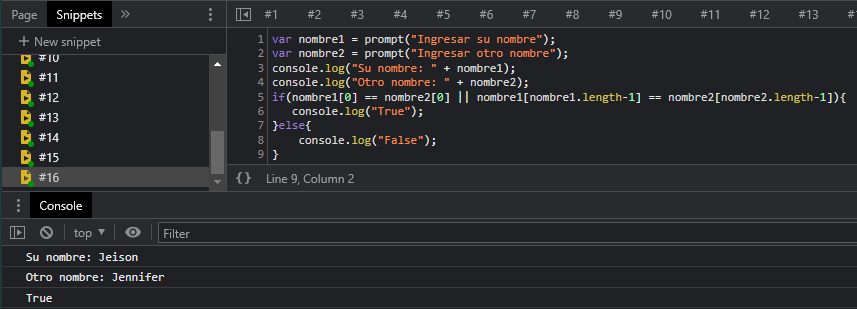 Page Snippets »
#1 #2 #3 #4 #5 #6 #7 #8 #9 #10 #11 #12 #13
+ New snippet
#10
#11
#12
#13
#14
#15
#16
1 var nombre1 = prompt("Ingresar su nombre");
2 var nombre2 = prompt("Ingresar otro nombre");
3 console.log("Su nombre: " + nombre1);
4 console.log("Otro nombre: " + nombre2);
5 if(nombre1[0] == nombre2[0] || nombre1[nombre1.length-1] == nombre2[nombre2.length-1]){
6 console.log("True");
7 }else{
8 console.log("False");
9 }
{} Line 9, Column 2
Console
top ▼ Filter
Su nombre: Jeison
Otro nombre: Jennifer
True